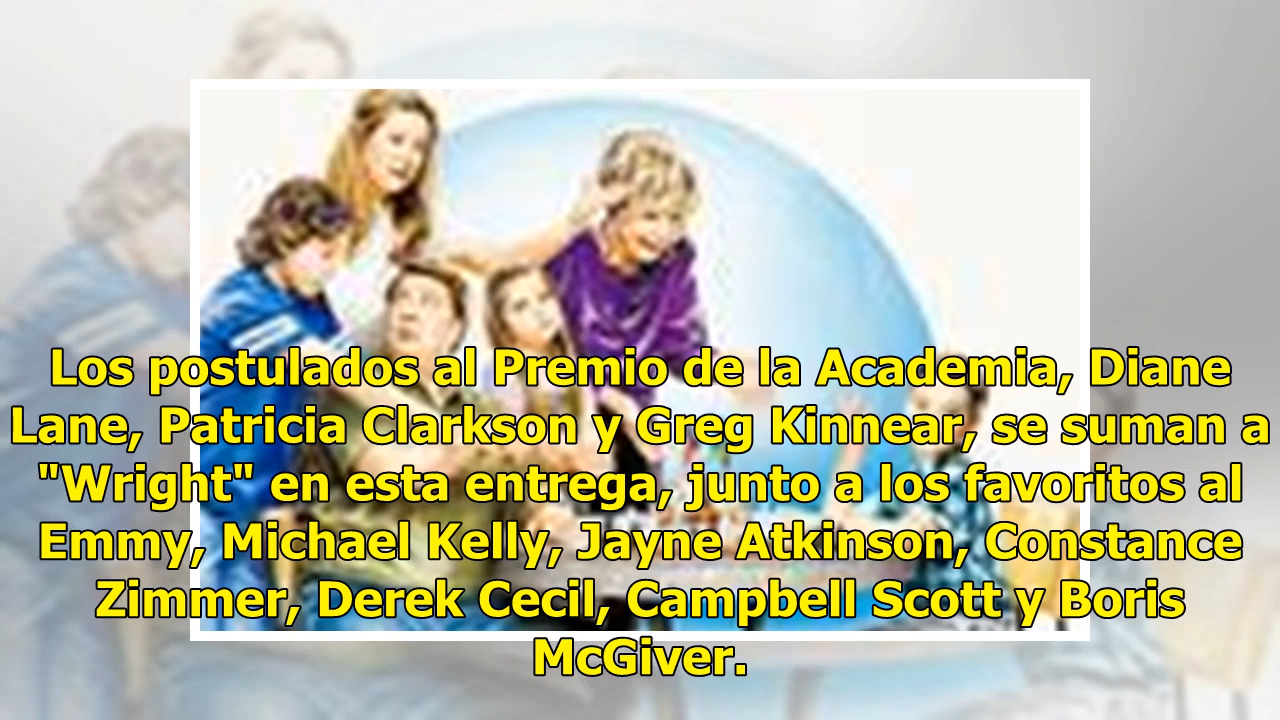 Los postulados al Premio de la Academia, Diane
Lane, Patricia Clarkson y Greg Kinnear, se suman a
"Wright" en esta entrega, junto a los favoritos al
Emmy, Michael Kelly, Jayne Atkinson, Constance
Zimmer, Derek Cecil, Campbell Scott y Boris
McGiver.